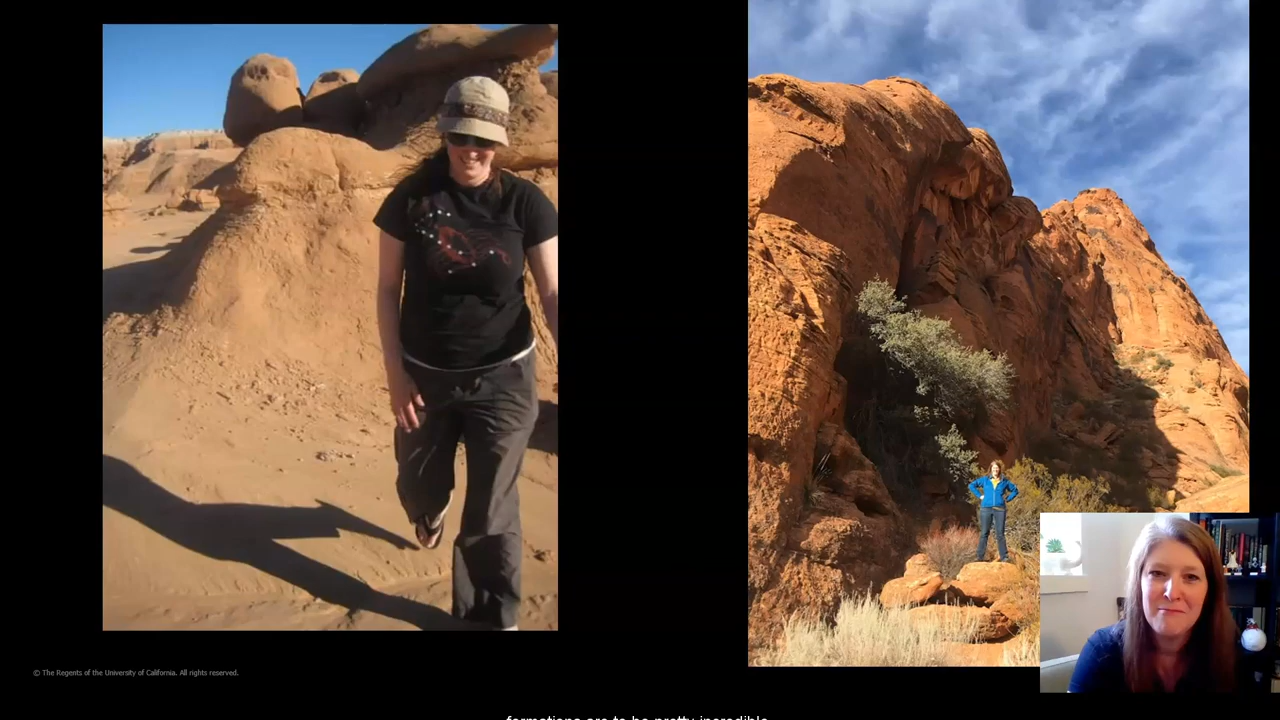 © The Regents of the University of California. All rights reserved.
formations are to be pretty incredible